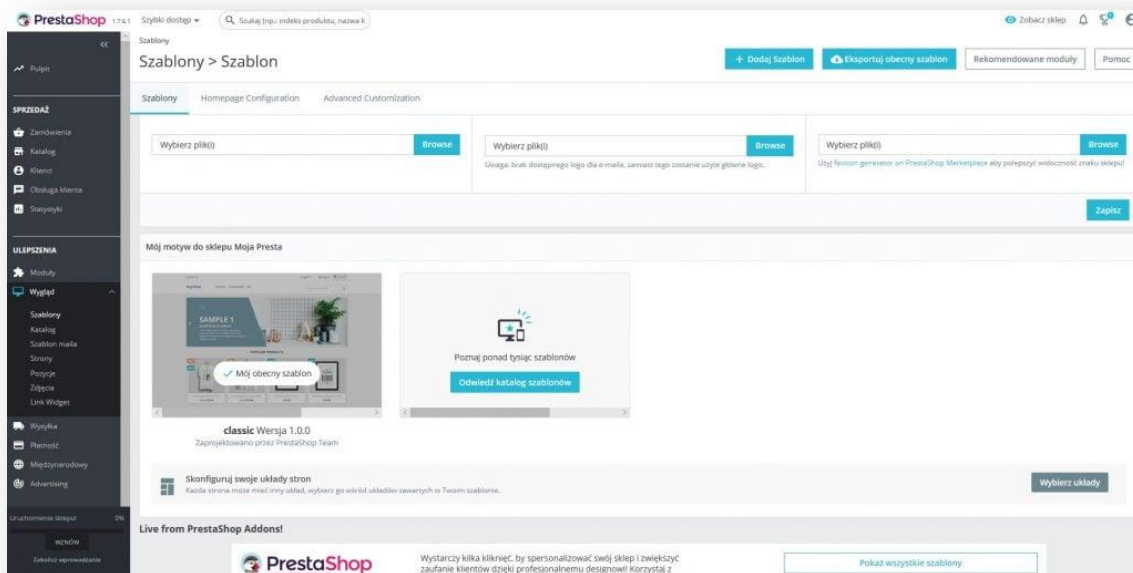 PrestaShop 1.7.6.1 Szybki dostęp Szukaj (np.: indeks produktu, nazwa k Zobacz sklep
Szablony
Szablony > Szablon
+ Dodaj Szablon Eksportuj obecny szablon Rekomendowane moduły Pomoc
Szablony Homepage Configuration Advanced Customization
Pulpit
SPRZEDAŻ
Zamówienia
Katalog
Klienci
Obsługa klienta
Statystyki
ULEPSZENIA
Moduły
Wygląd
Szablony
Katalog
Szablon maila
Strony
Pozycje
Zdjęcia
Link Widget
Wysyłka
Płatność
Międzynarodowy
Advertising
Uruchomienie sklepu! 0%
WZNÓW
Zakończ wprowadzanie
Wybierz plik(i) Browse
Wybierz plik(i) Browse
Uwaga: brak dostępnego logo dla e-maila, zamiast tego zostanie użyte główne logo.
Wybierz plik(i) Browse
Użyj favicon generator on PrestaShop Marketplace aby polepszyć widoczność znaku sklepu!
Zapisz
Mój motyw do sklepu Moja Presta
SAMPLE 1
Mój obecny szablon
classic Wersja 1.0.0
Zaprojektowano przez PrestaShop Team
Poznaj ponad tysiąc szablonów
Odwiedź katalog szablonów
Skonfiguruj swoje układy stron
Każda strona może mieć inny układ, wybierz go wśród układów zawartych w Twoim szablonie.
Wybierz układy
Live from PrestaShop Addons!
PrestaShop
Wystarczy kilka kliknięć, by spersonalizować swój sklep i zwiększyć
zaufanie klientów dzięki profesjonalnemu designowi! Korzystaj z
Pokaż wszystkie szablony